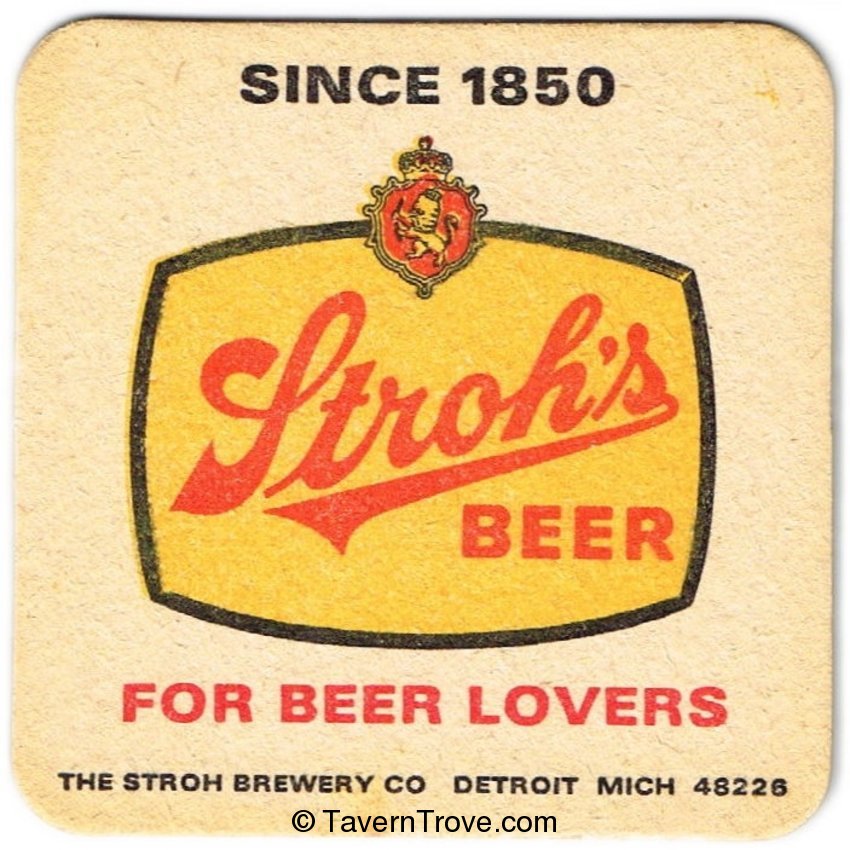 SINCE 1850
Stroh's
BEER
FOR BEER LOVERS
THE STROH BREWERY CO DETROIT MICH 48226
© TavernTrove.com